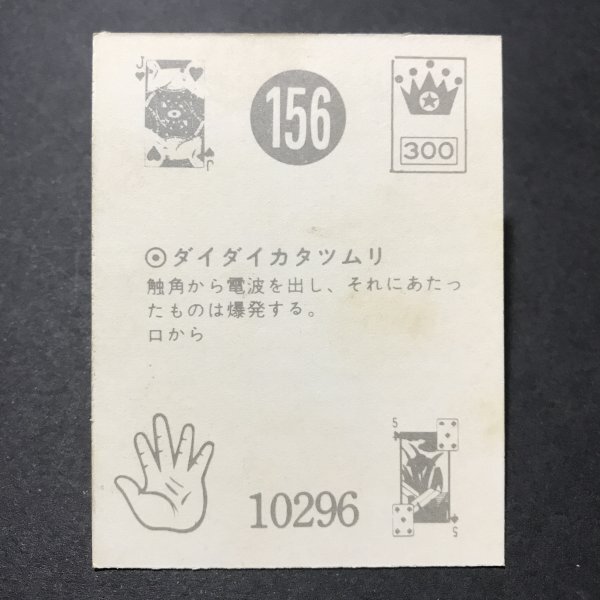 J
156
300
J
◉ダイダイカタツムリ
触角から電波を出し、それにあたっ
たものは爆発する。
口から
5
10296
5